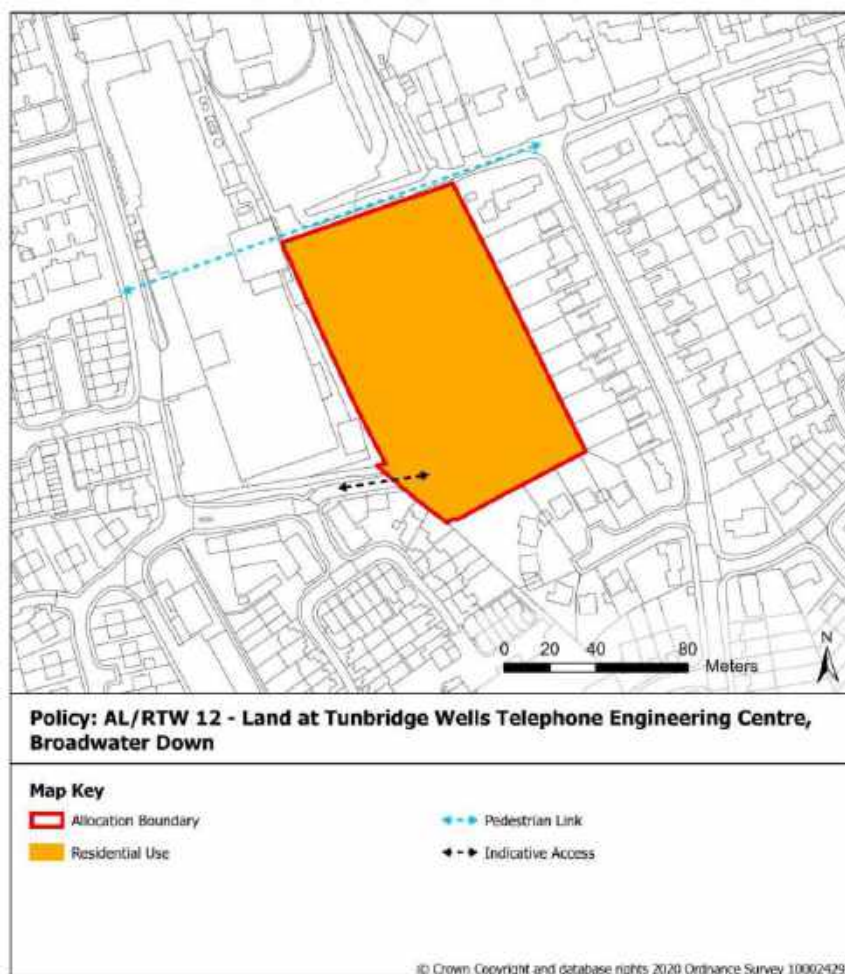 0 20 40 80
Meters
N
Policy: AL/RTW 12 - Land at Tunbridge Wells Telephone Engineering Centre,
Broadwater Down
Map Key
Allocation Boundary
Pedestrian Link
Residential Use
Indicative Access
© Crown Copyright and database rights 2020 Ordnance Survey 10002429